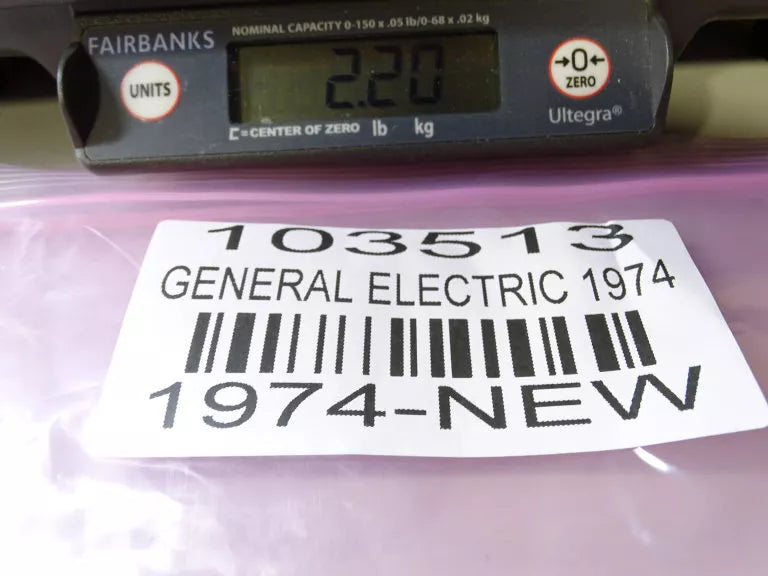 NOMINAL CAPACITY 0-150 x .05 lb/0-68 x .02 kg
FAIRBANKS
UNITS
2.20
→0←
ZERO
⊏=CENTER OF ZERO lb kg
Ultegra®
103513
GENERAL ELECTRIC 1974
1974-NEW